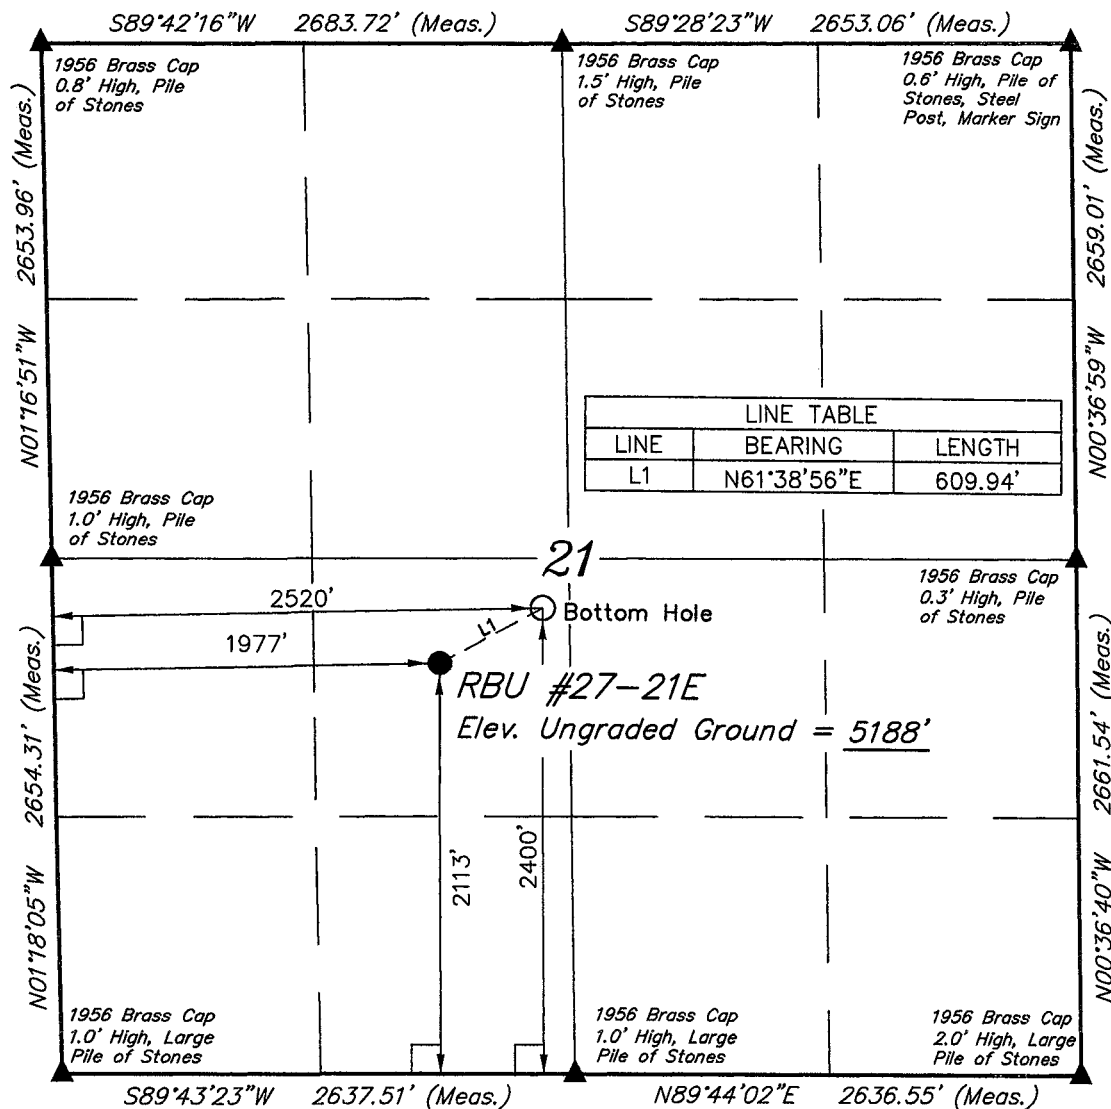 S89°42'16"W 2683.72' (Meas.)
S89°28'23"W 2653.06' (Meas.)
1956 Brass Cap
0.8' High, Pile
of Stones
1956 Brass Cap
1.5' High, Pile
of Stones
1956 Brass Cap
0.6' High, Pile of
Stones, Steel
Post, Marker Sign
N01°16'51"W 2653.96' (Meas.)
N00°36'59"W 2659.01' (Meas.)
LINE TABLE
LINE BEARING LENGTH
L1 N61°38'56"E 609.94'
1956 Brass Cap
1.0' High, Pile
of Stones
21
1956 Brass Cap
0.3' High, Pile
of Stones
2520'
Bottom Hole
L1
1977'
RBU #27-21E
Elev. Ungraded Ground = 5188'
N01°18'05"W 2654.31' (Meas.)
N00°36'40"W 2661.54' (Meas.)
2113'
2400'
1956 Brass Cap
1.0' High, Large
Pile of Stones
1956 Brass Cap
1.0' High, Large
Pile of Stones
1956 Brass Cap
2.0' High, Large
Pile of Stones
S89°43'23"W 2637.51' (Meas.)
N89°44'02"E 2636.55' (Meas.)